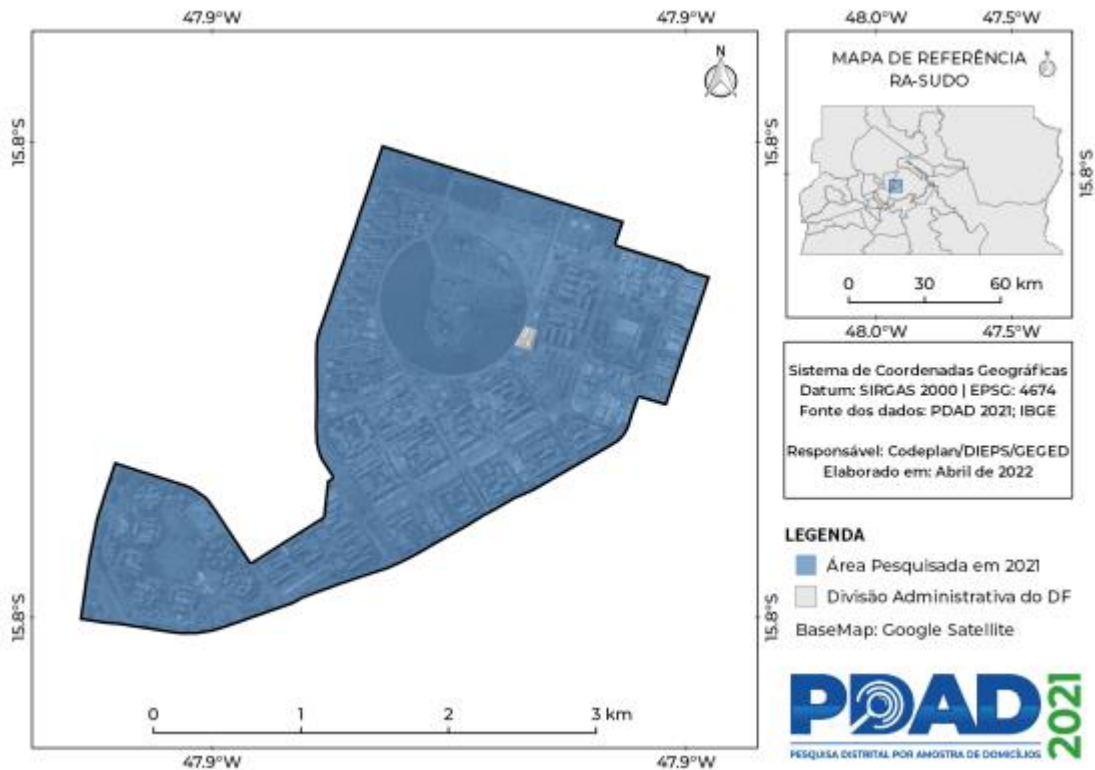 47.9°W 47.9°W
15.8°S
15.8°S
N
15.8°S
15.8°S
0 1 2 3 km
47.9°W 47.9°W
48.0°W 47.5°W
MAPA DE REFERÊNCIA
RA-SUDO
15.8°S
0 30 60 km
48.0°W 47.5°W
Sistema de Coordenadas Geográficas
Datum: SIRGAS 2000 | EPSG: 4674
Fonte dos dados: PDAD 2021; IBGE
Responsável: Codeplan/DIEPS/GEGED
Elaborado em: Abril de 2022
LEGENDA
Área Pesquisada em 2021
Divisão Administrativa do DF
BaseMap: Google Satellite
PDAD 2021
PESQUISA DISTRITAL POR AMOSTRA DE DOMICÍLIOS